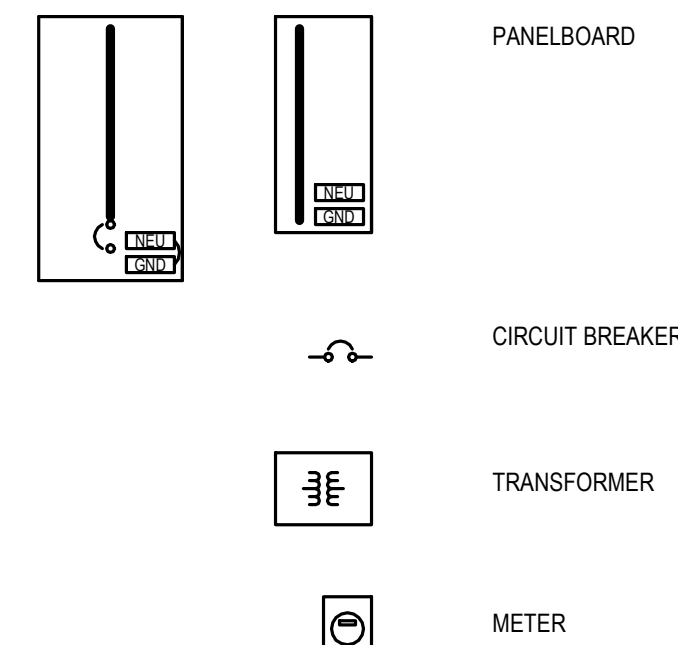 PANELBOARD
NEU
GND
NEU
GND
CIRCUIT BREAKER
TRANSFORMER
METER